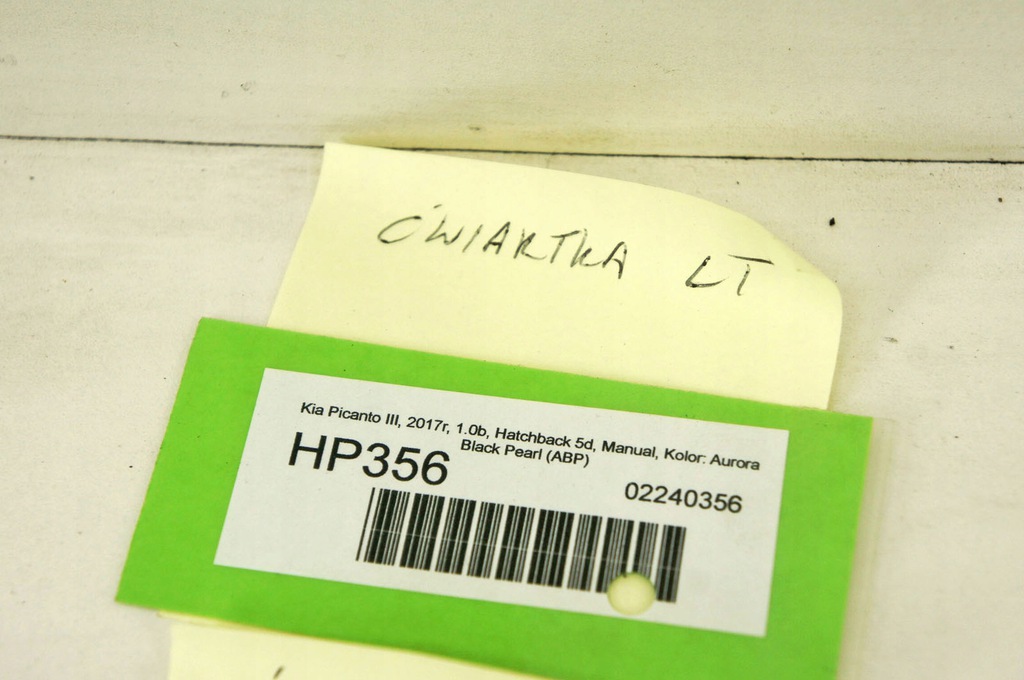 ĆWIARTKA LT
Kia Picanto III, 2017r, 1.0b, Hatchback 5d, Manual, Kolor: Aurora
Black Pearl (ABP)
HP356
02240356